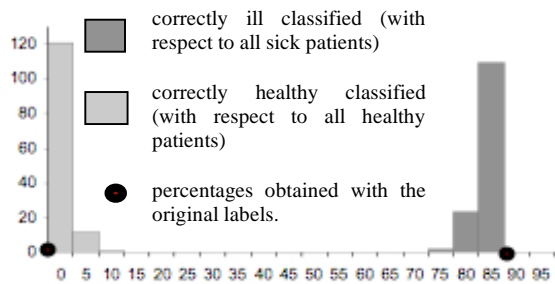 correctly ill classified (with
respect to all sick patients)
correctly healthy classified
(with respect to all healthy
patients)
percentages obtained with the
original labels.
120
100
80
60
40
20
0
0 5 10 15 20 25 30 35 40 45 50 55 60 65 70 75 80 85 90 95